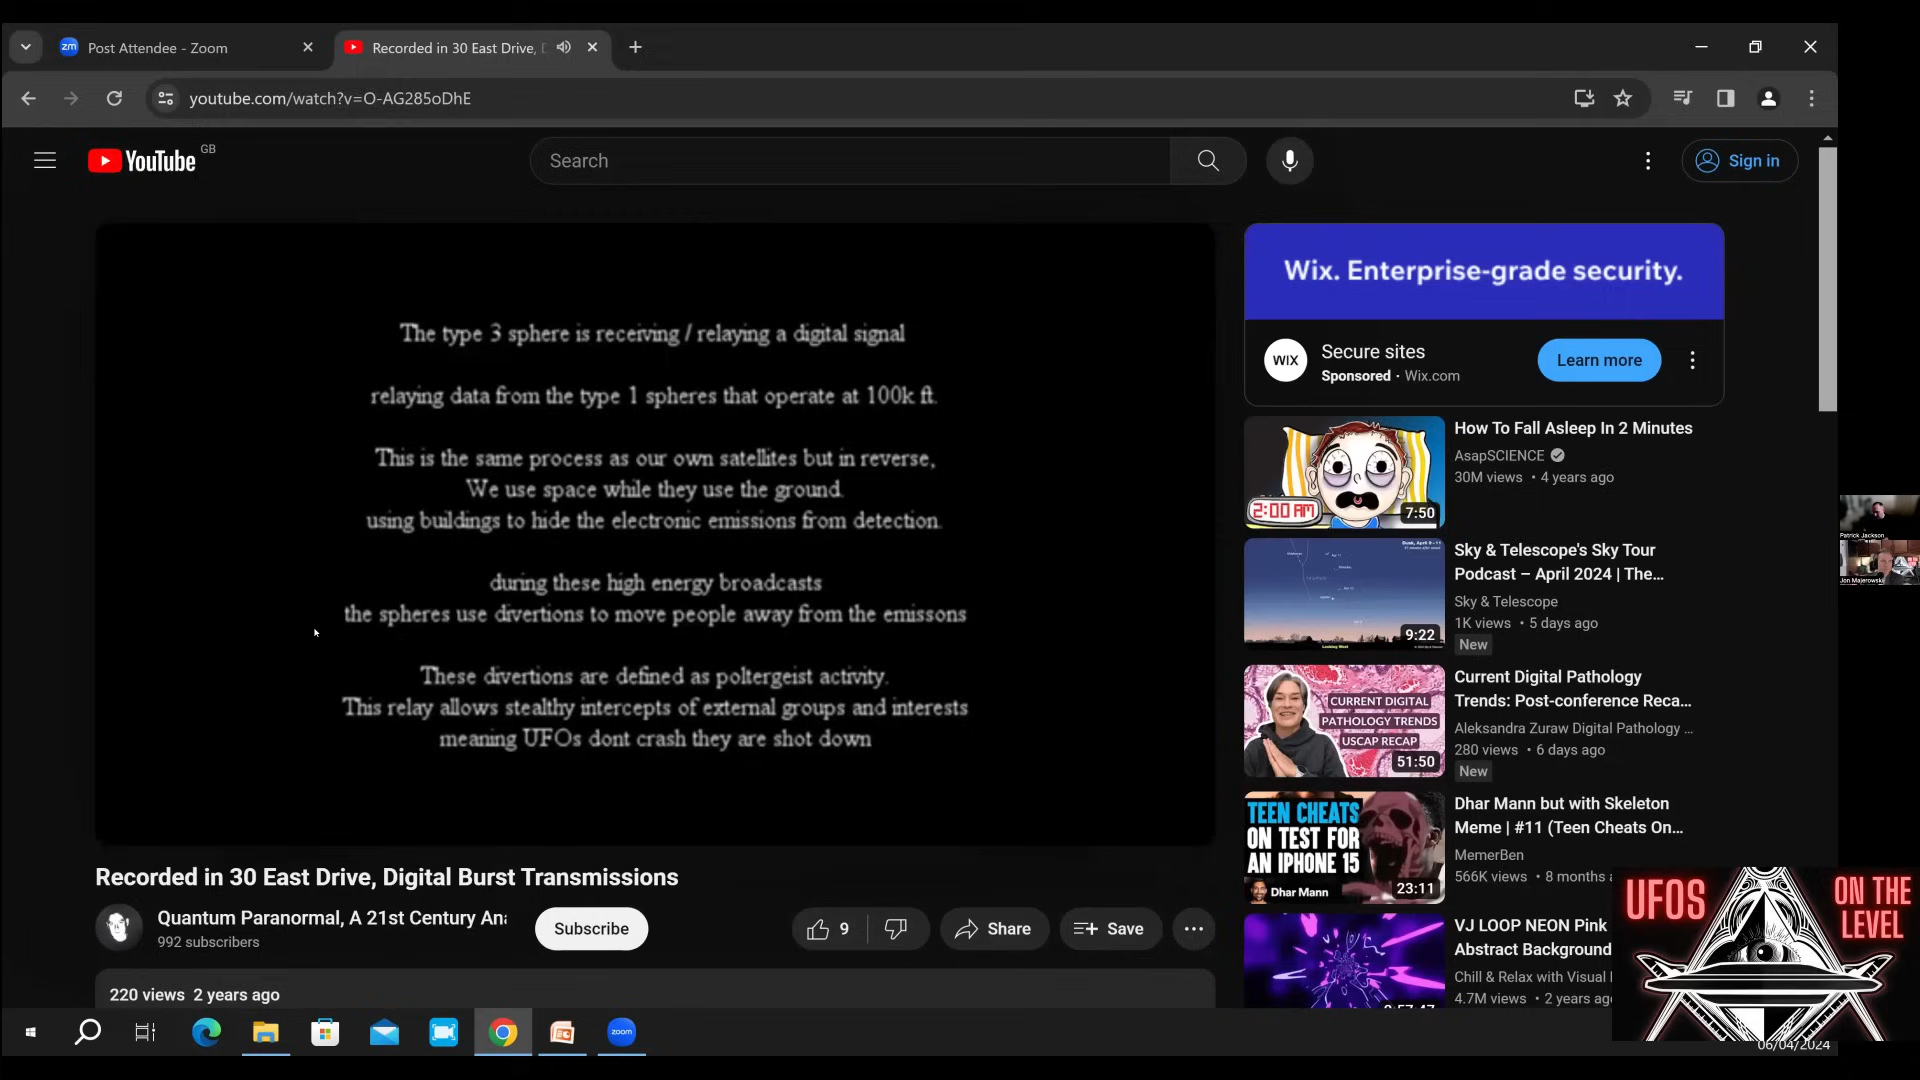 Post Attendee - Zoom
Recorded in 30 East Drive,
youtube.com/watch?v=O-AG285oDhE
YouTube GB
Search
Sign in
The type 3 sphere is receiving / relaying a digital signal
relaying data from the type 1 spheres that operate at 100k ft.
This is the same process as our own satellites but in reverse,
We use space while they use the ground.
using buildings to hide the electronic emissions from detection.
during these high energy broadcasts
the spheres use divertions to move people away from the emissons
These divertions are defined as poltergeist activity.
This relay allows stealthy intercepts of external groups and interests
meaning UFOs dont crash they are shot down
Recorded in 30 East Drive, Digital Burst Transmissions
Quantum Paranormal, A 21st Century An
992 subscribers
Subscribe
9
Share
Save
220 views 2 years ago
Wix. Enterprise-grade security.
WIX
Secure sites
Sponsored • Wix.com
Learn more
How To Fall Asleep In 2 Minutes
AsapSCIENCE
30M views • 4 years ago
2:00 AM
7:50
Sky & Telescope's Sky Tour
Podcast – April 2024 | The...
Sky & Telescope
1K views • 5 days ago
New
9:22
Current Digital Pathology
Trends: Post-conference Reca...
Aleksandra Zuraw Digital Pathology ...
280 views • 6 days ago
New
CURRENT DIGITAL
PATHOLOGY TRENDS
USCAP RECAP
51:50
Dhar Mann but with Skeleton
Meme | #11 (Teen Cheats On...
MemerBen
566K views • 8 months
TEEN CHEATS
ON TEST FOR
AN IPHONE 15
Dhar Mann
23:11
VJ LOOP NEON Pink
Abstract Background
Chill & Relax with Visual
4.7M views • 2 years ago
Patrick Jackson
Jon Majerowski
UFOS
ON THE
LEVEL
zoom
06/04/2024